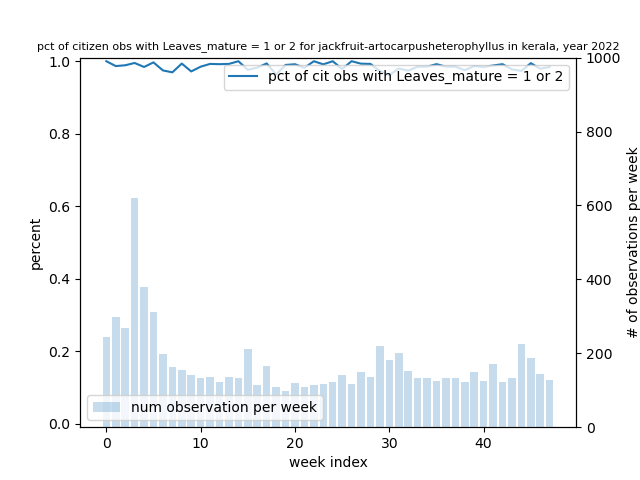 pct of citizen obs with Leaves_mature = 1 or 2 for jackfruit-artocarpusheterophyllus in kerala, year 2022
pct of cit obs with Leaves_mature = 1 or 2
num observation per week
percent
1.0
0.8
0.6
0.4
0.2
0.0
0
10
20
30
40
week index
1000
800
600
400
200
0
# of observations per week